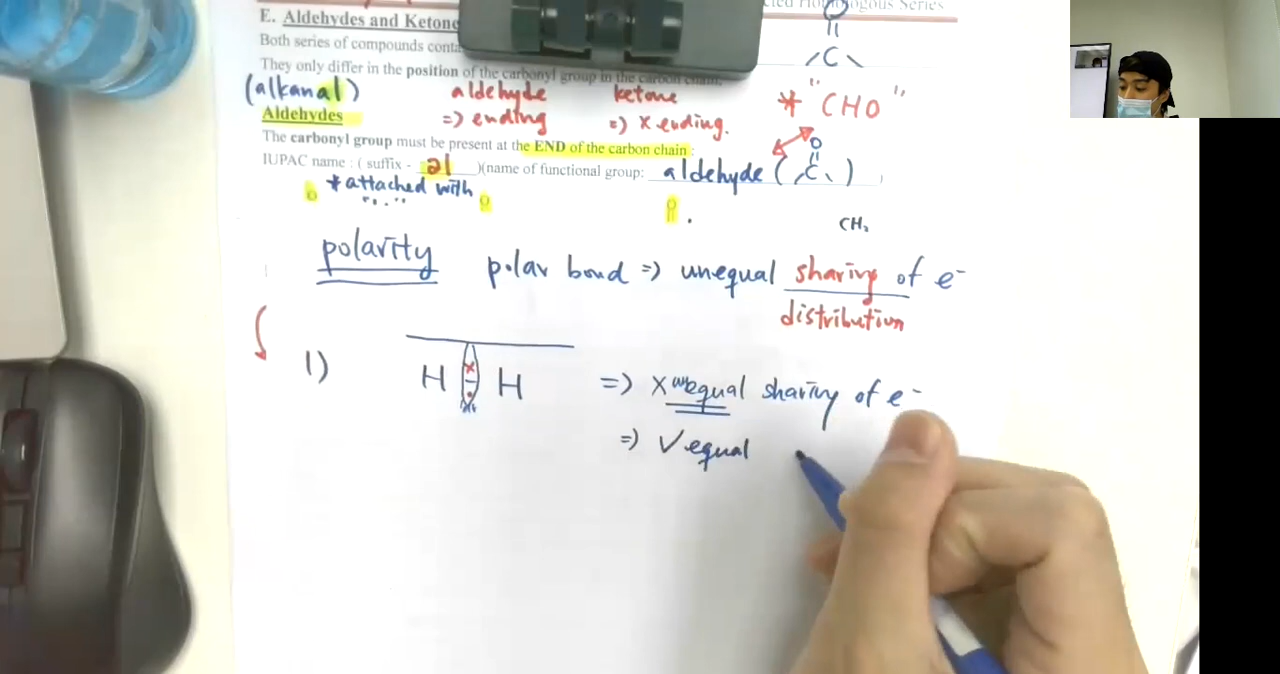 E. Aldehydes and Ketone
Homologous Series
Both series of compounds conta
They only differ in the position of the carbonyl group in the carbon chain.
O
C
(alkanal) aldehyde ketone
* "CHO"
Aldehydes => ending => x ending.
The carbonyl group must be present at the END of the carbon chain :
O
IUPAC name : ( suffix - al )(name of functional group: aldehyde ( C )
* attached with
CH₂
polarity polar bond => unequal sharing of e⁻
distribution
1) H H => x unequal sharing of e⁻
=> √ equal